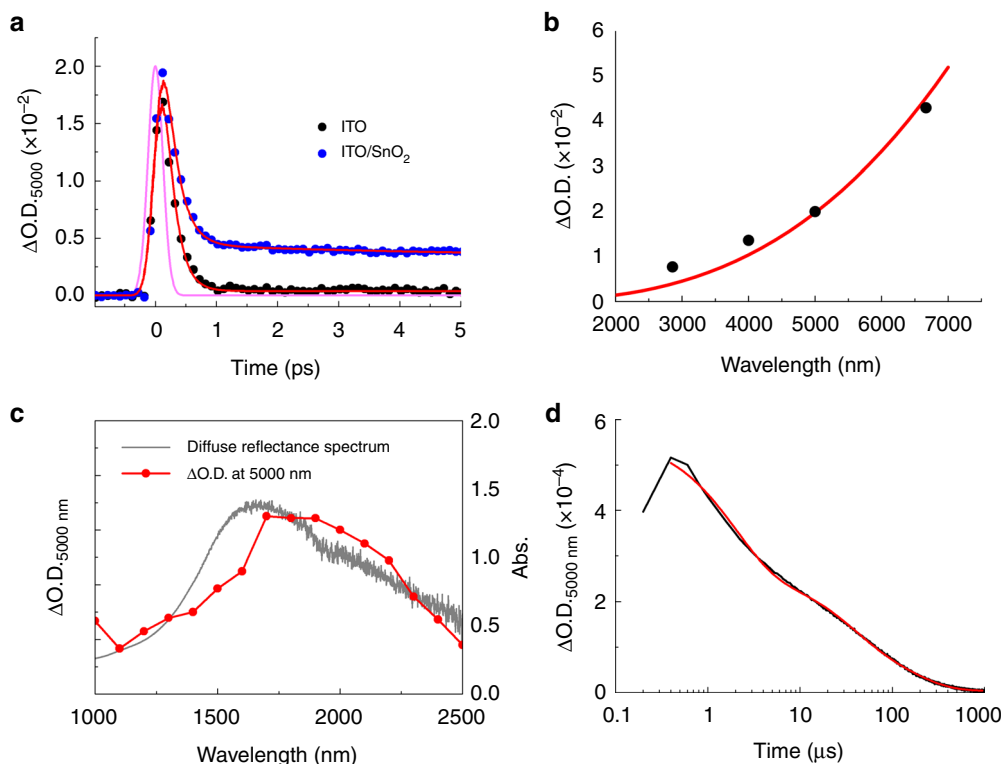 a
ΔO.D.5000 (×10⁻²)
2.0
1.5
1.0
0.5
0.0
ITO
ITO/SnO₂
0
1
2
3
4
5
Time (ps)
b
ΔO.D. (×10⁻²)
6
5
4
3
2
1
0
2000
3000
4000
5000
6000
7000
Wavelength (nm)
c
ΔO.D.5000 nm
Diffuse reflectance spectrum
ΔO.D. at 5000 nm
2.0
1.5
1.0
0.5
0.0
Abs.
1000
1500
2000
2500
Wavelength (nm)
d
ΔO.D.5000 nm (×10⁻⁴)
6
4
2
0
0.1
1
10
100
1000
Time (μs)